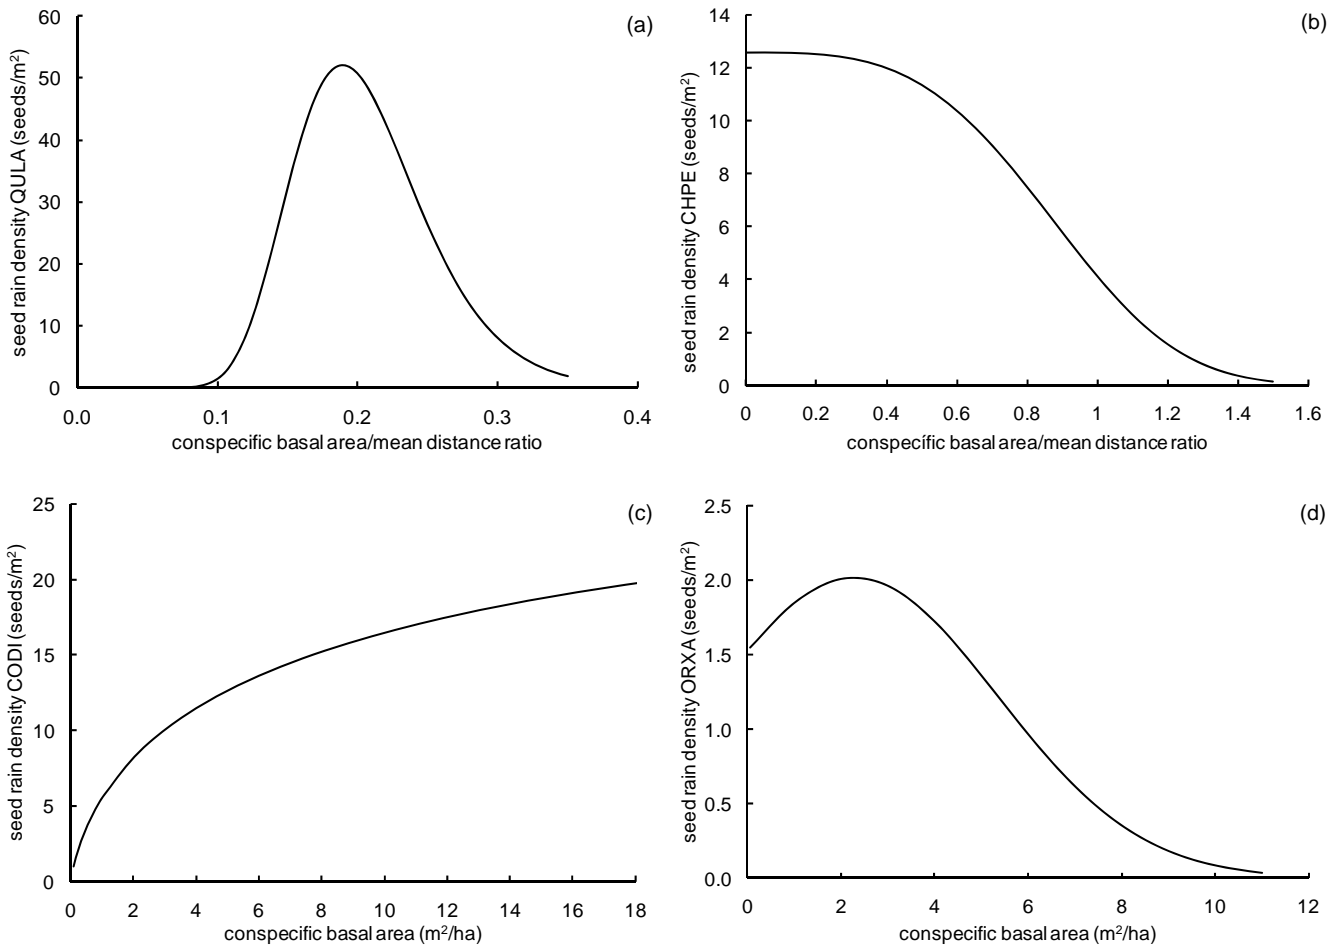 (a)
seed rain density QULA (seeds/m²)
60
50
40
30
20
10
0
0.0 0.1 0.2 0.3 0.4
conspecific basal area/mean distance ratio
(b)
seed rain density CHPE (seeds/m²)
14
12
10
8
6
4
2
0
0 0.2 0.4 0.6 0.8 1 1.2 1.4 1.6
conspecific basal area/mean distance ratio
(c)
seed rain density CODI (seeds/m²)
25
20
15
10
5
0
0 2 4 6 8 10 12 14 16 18
conspecific basal area (m²/ha)
(d)
seed rain density ORXA (seeds/m²)
2.5
2.0
1.5
1.0
0.5
0.0
0 2 4 6 8 10 12
conspecific basal area (m²/ha)